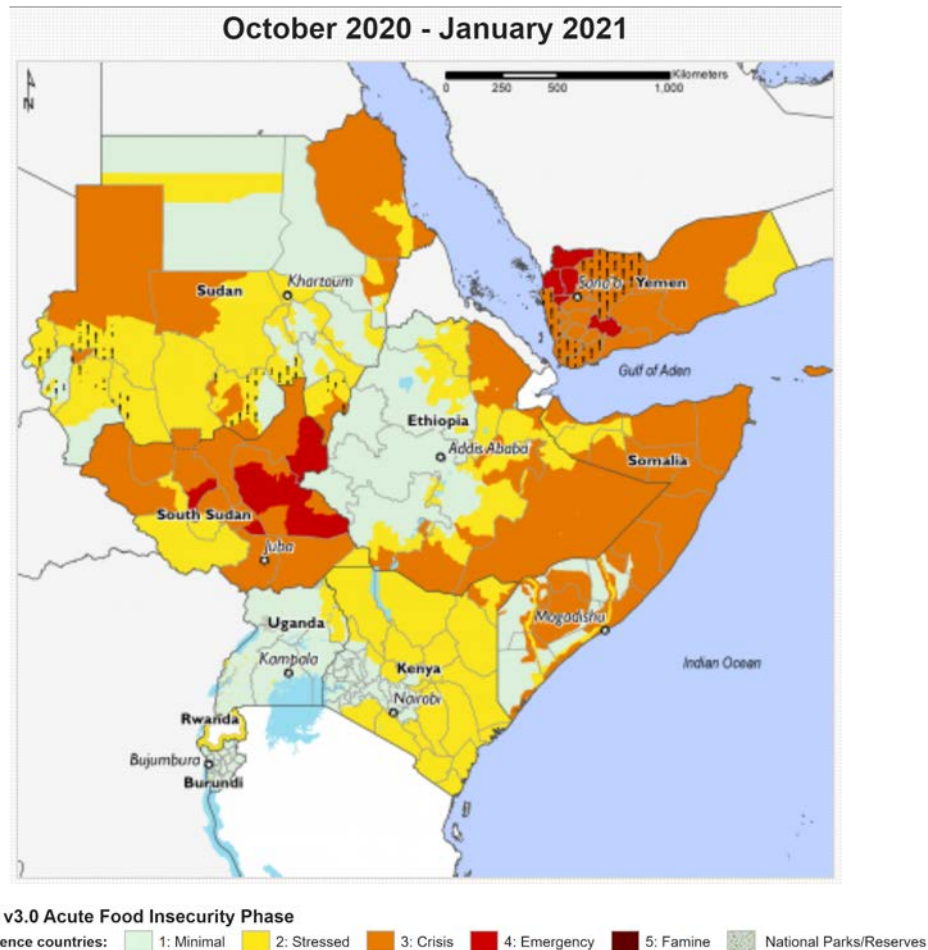 October 2020 - January 2021
N
Kilometers
0 250 500 1,000
Sudan
Khartoum
Sana'a
Yemen
Gulf of Aden
Ethiopia
Addis Ababa
Somalia
South Sudan
Juba
Uganda
Mogadishu
Kampala
Kenya
Indian Ocean
Nairobi
Rwanda
Bujumbura
Burundi
v3.0 Acute Food Insecurity Phase
ence countries: 1: Minimal 2: Stressed 3: Crisis 4: Emergency 5: Famine National Parks/Reserves